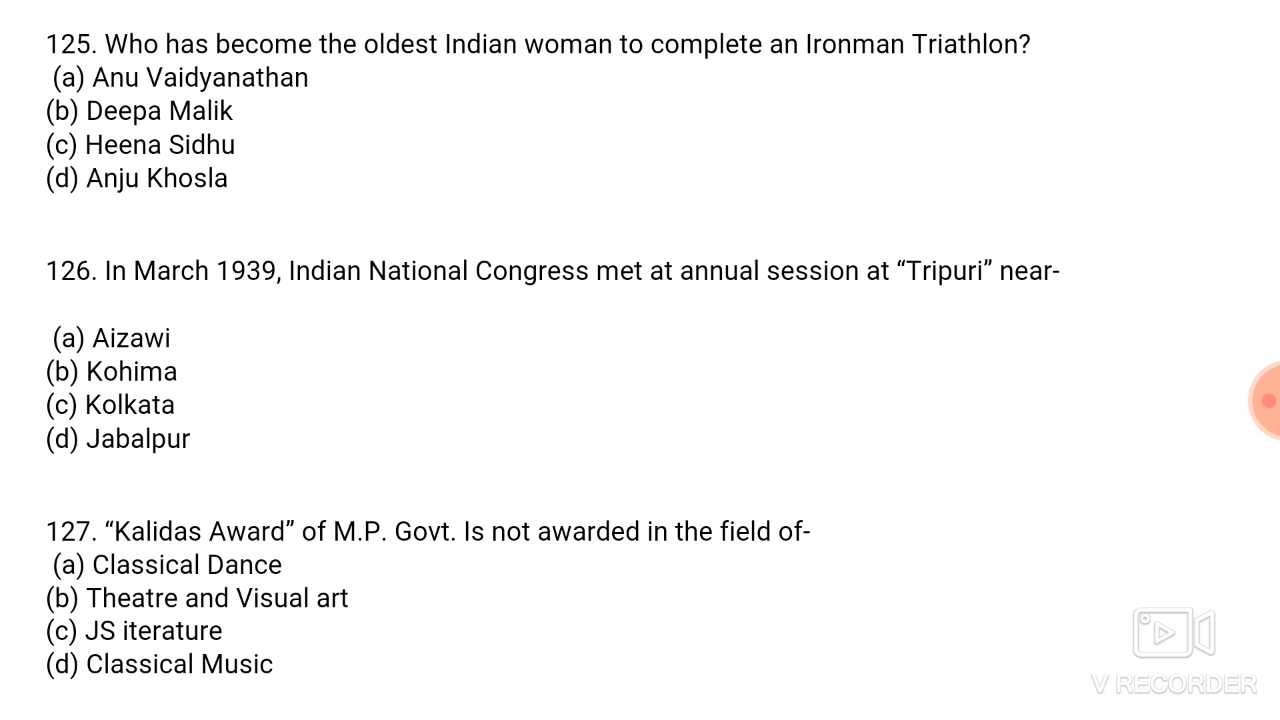 125. Who has become the oldest Indian woman to complete an Ironman Triathlon?
(a) Anu Vaidyanathan
(b) Deepa Malik
(c) Heena Sidhu
(d) Anju Khosla
126. In March 1939, Indian National Congress met at annual session at “Tripuri” near-
(a) Aizawi
(b) Kohima
(c) Kolkata
(d) Jabalpur
127. “Kalidas Award” of M.P. Govt. Is not awarded in the field of-
(a) Classical Dance
(b) Theatre and Visual art
(c) JS iterature
(d) Classical Music
V RECORDER